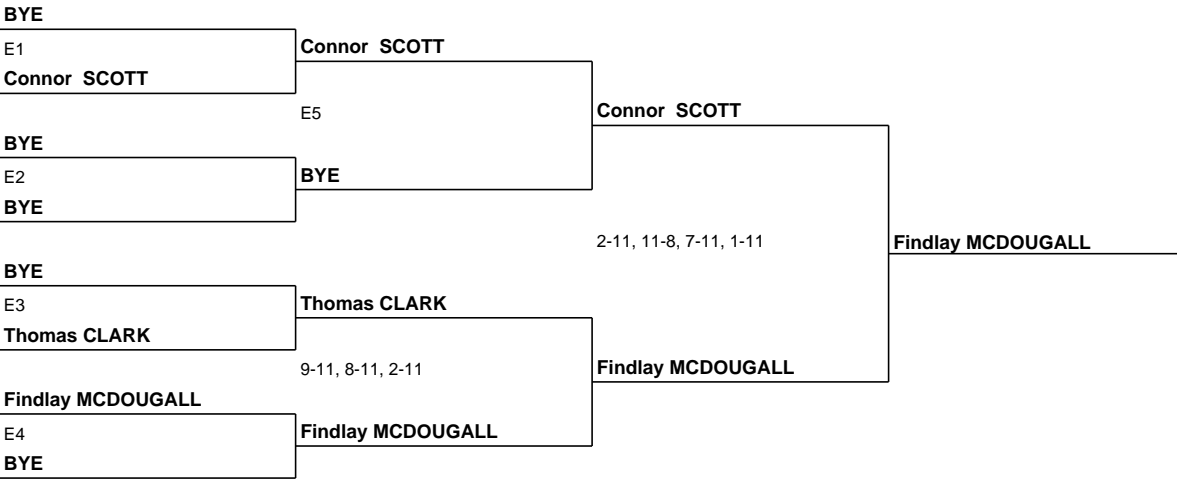 BYE
E1
Connor SCOTT
Connor SCOTT
E5
Connor SCOTT
BYE
E2
BYE
BYE
2-11, 11-8, 7-11, 1-11
Findlay MCDOUGALL
BYE
E3
Thomas CLARK
Thomas CLARK
9-11, 8-11, 2-11
Findlay MCDOUGALL
Findlay MCDOUGALL
E4
Findlay MCDOUGALL
BYE